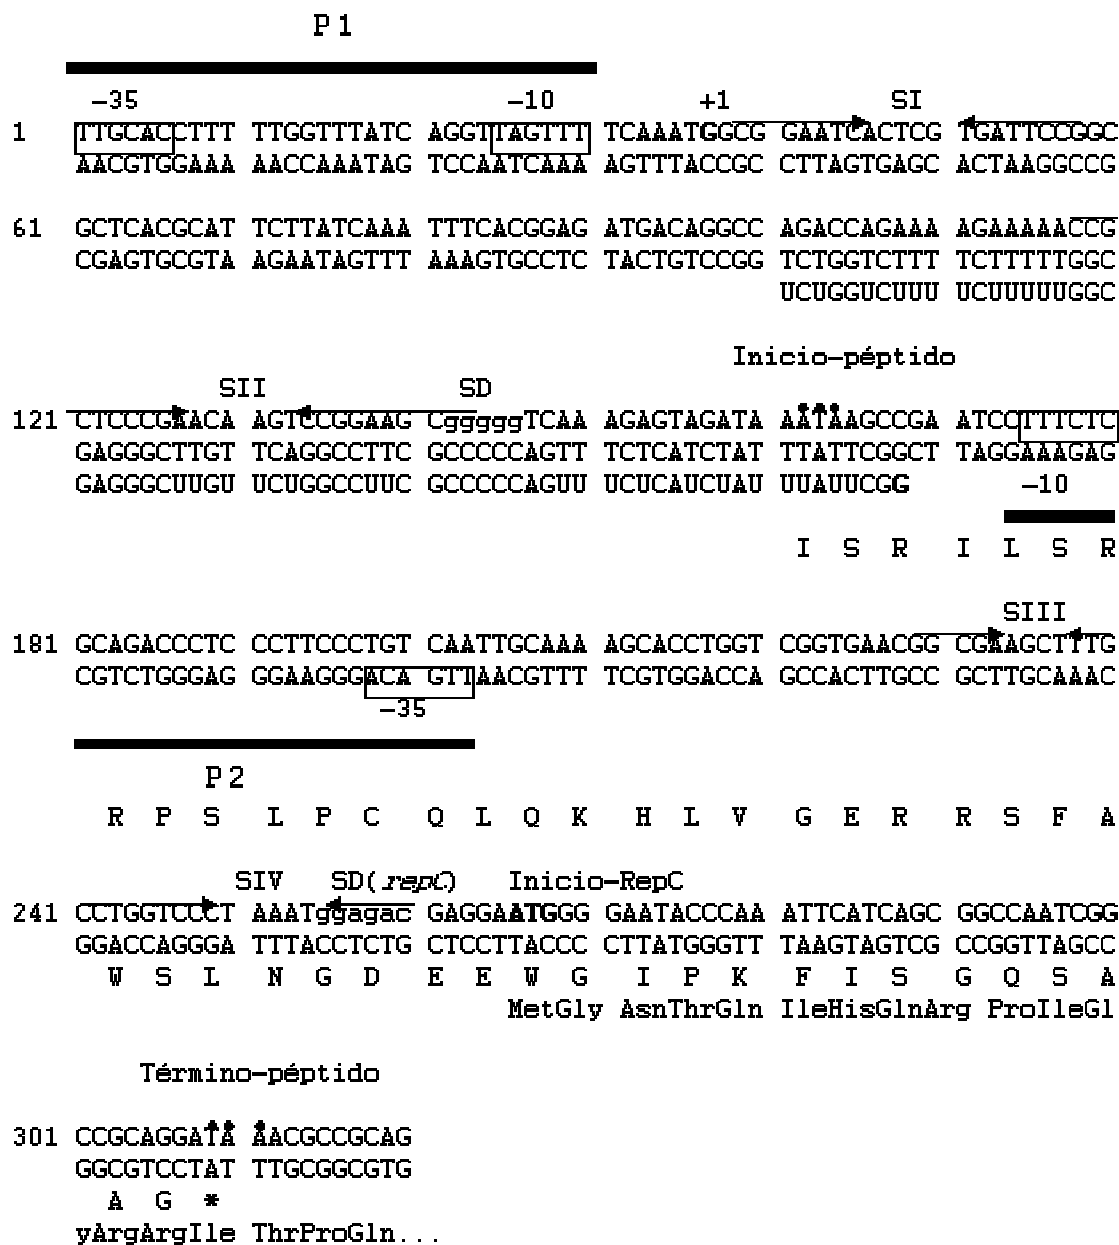 P1
-35 -10 +1 SI
1 TTGCACCTTT TTGGTTTATC AGGTTAGTTT TCAAATGGCG GAATCACTCG TGATTCCGGC
AACGTGGAAA AACCAAATAG TCCAATCAAA AGTTTACCGC CTTAGTGAGC ACTAAGGCCG
61 GCTCACGCAT TCTTATCAAA TTTCACGGAG ATGACAGGCC AGACCAGAAA AGAAAAACCG
CGAGTGCGTA AGAATAGTTT AAAGTGCCTC TACTGTCCGG TCTGGTCTTT TCTTTTTGGC
UCUGGUCUUU UCUUUUUGGC
Inicio-péptido
SII SD
121 CTCCCGAACA AGTCCGGAAG CgggggTCAA AGAGTAGATA AATAAGCCGA ATCCTTTCTC
GAGGGCTTGT TCAGGCCTTC GCCCCCAGTT TCTCATCTAT TTATTCGGCT TAGGAAAGAG
GAGGGCUUGU UCUGGCCUUC GCCCCCAGUU UCUCAUCUAU UUAUUCGG -10
I S R I L S R
SIII
181 GCAGACCCTC CCTTCCCTGT CAATTGCAAA AGCACCTGGT CGGTGAACGG CGAAGCTTTG
CGTCTGGGAG GGAAGGGACA GTTAACGTTT TCGTGGACCA GCCACTTGCC GCTTGCAAAC
-35
P2
R P S L P C Q L Q K H L V G E R R S F A
SIV SD(repC) Inicio-RepC
241 CCTGGTCCCT AAATggagac GAGGAATGGG GAATACCCAA ATTCATCAGC GGCCAATCGG
GGACCAGGGA TTTACCTCTG CTCCTTACCC CTTATGGGTT TAAGTAGTCG CCGGTTAGCC
W S L N G D E E W G I P K F I S G Q S A
MetGly AsnThrGln IleHisGlnArg ProIleGl
Término-péptido
301 CCGCAGGATA AACGCCGCAG
GGCGTCCTAT TTGCGGCGTG
A G *
yArgArgIle ThrProGln...